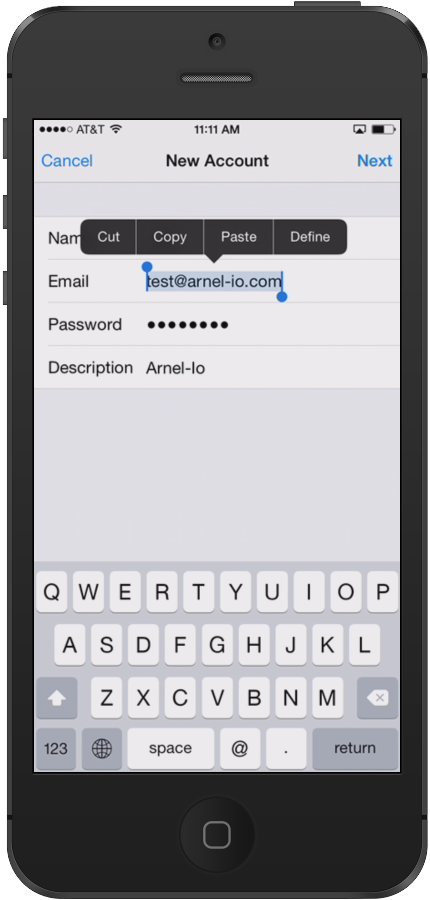 AT&T 11:11 AM
Cancel New Account Next
Cut Copy Paste Define
Nam
Email test@arnel-io.com
Password ●●●●●●●●
Description Arnel-Io
Q W E R T Y U I O P
A S D F G H J K L
Z X C V B N M
123 space @ . return